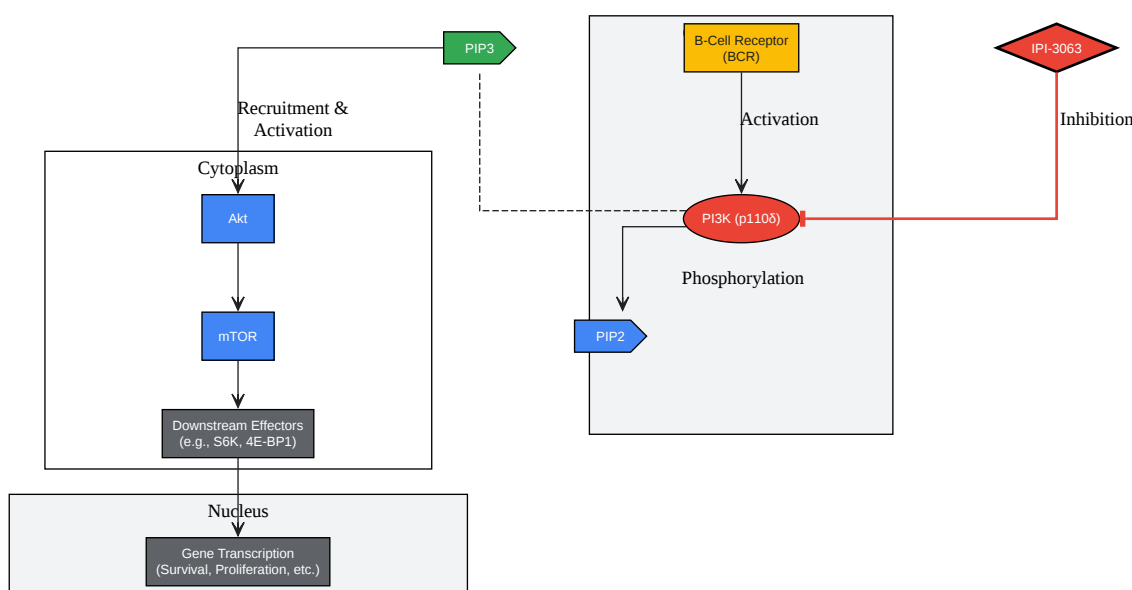 PIP3
B-Cell Receptor
(BCR)
IPI-3063
Recruitment &
Activation
Activation
Inhibition
Cytoplasm
Akt
PI3K (p110δ)
Phosphorylation
mTOR
PIP2
Downstream Effectors
(e.g., S6K, 4E-BP1)
Nucleus
Gene Transcription
(Survival, Proliferation, etc.)